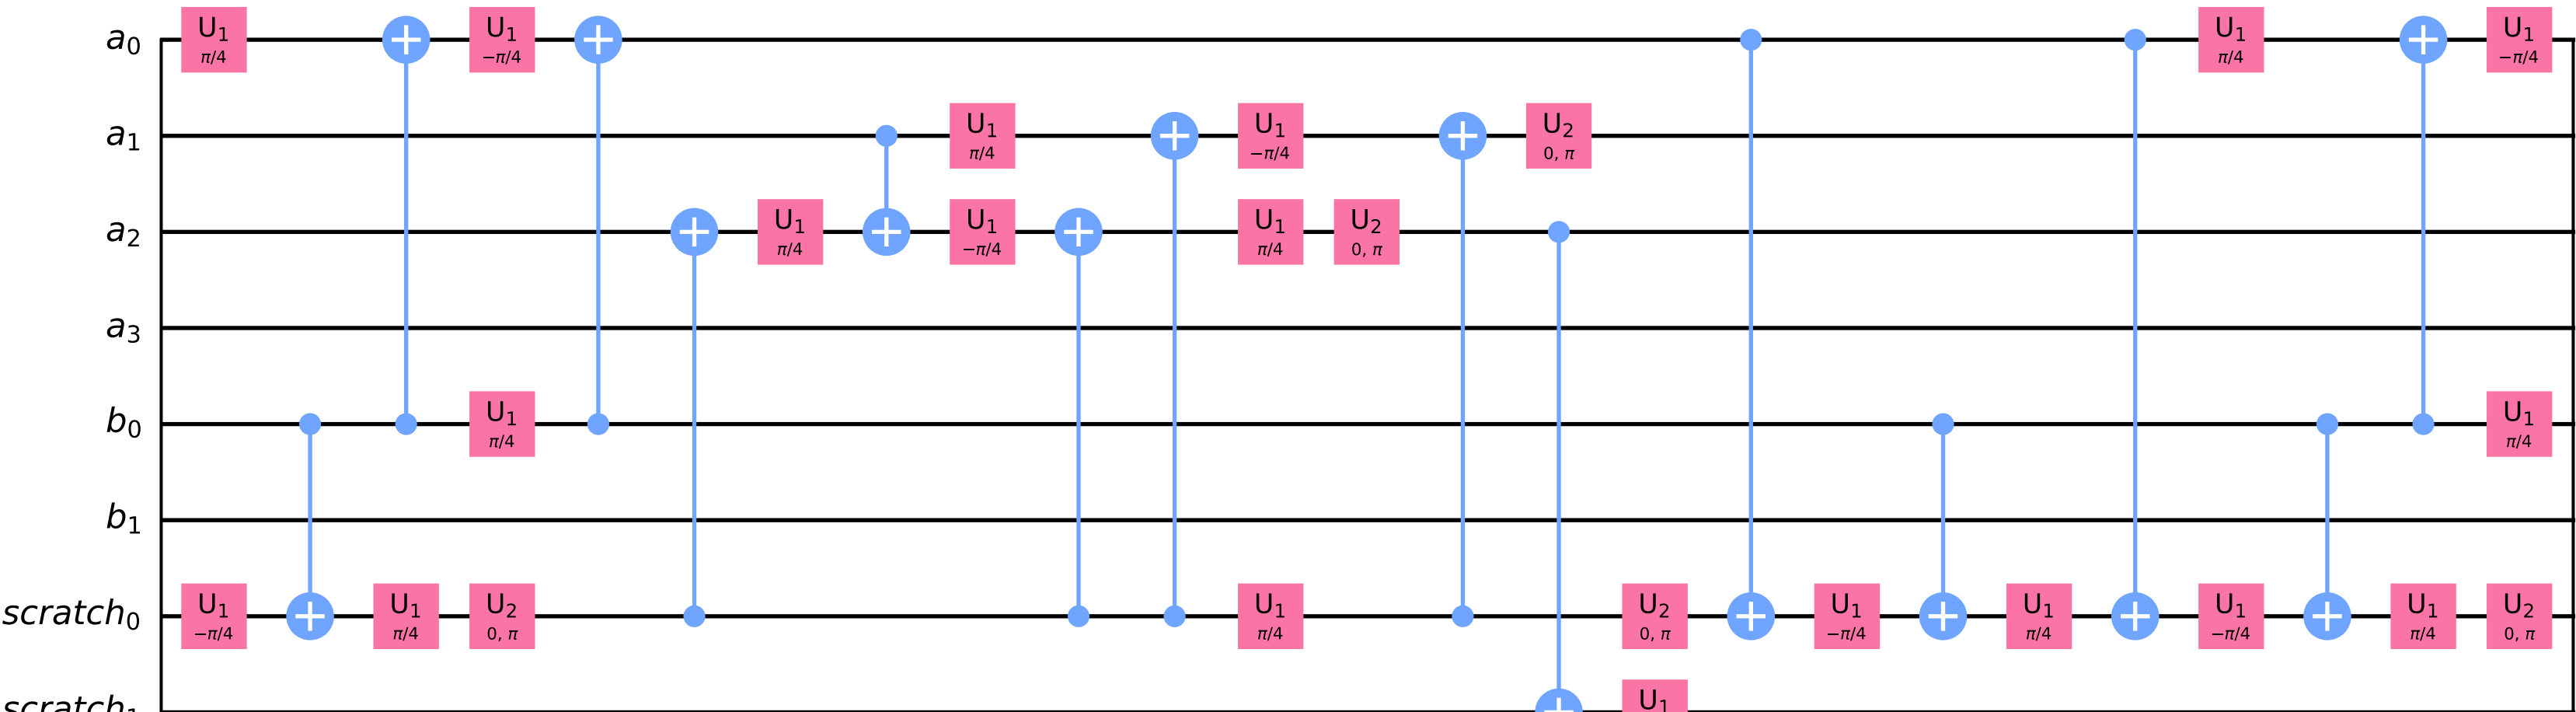 a0 U1 π/4 U1 −π/4 U1 π/4 U1 −π/4
a1 U1 π/4 U1 −π/4 U2 0, π
a2 U1 π/4 U1 −π/4 U1 π/4 U2 0, π
a3
b0 U1 π/4 U1 π/4
b1
scratch0 U1 −π/4 U1 π/4 U2 0, π U1 π/4 U2 0, π U1 −π/4 U1 π/4 U1 −π/4 U1 π/4 U2 0, π
scratch1 U1